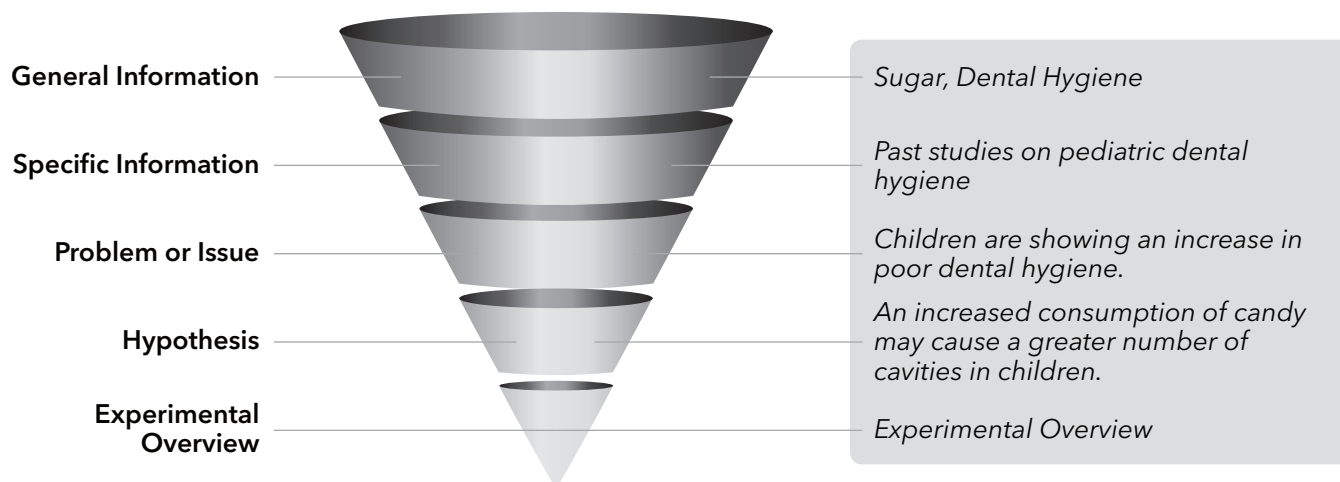 General Information
Sugar, Dental Hygiene
Specific Information
Past studies on pediatric dental
hygiene
Problem or Issue
Children are showing an increase in
poor dental hygiene.
Hypothesis
An increased consumption of candy
may cause a greater number of
cavities in children.
Experimental
Overview
Experimental Overview